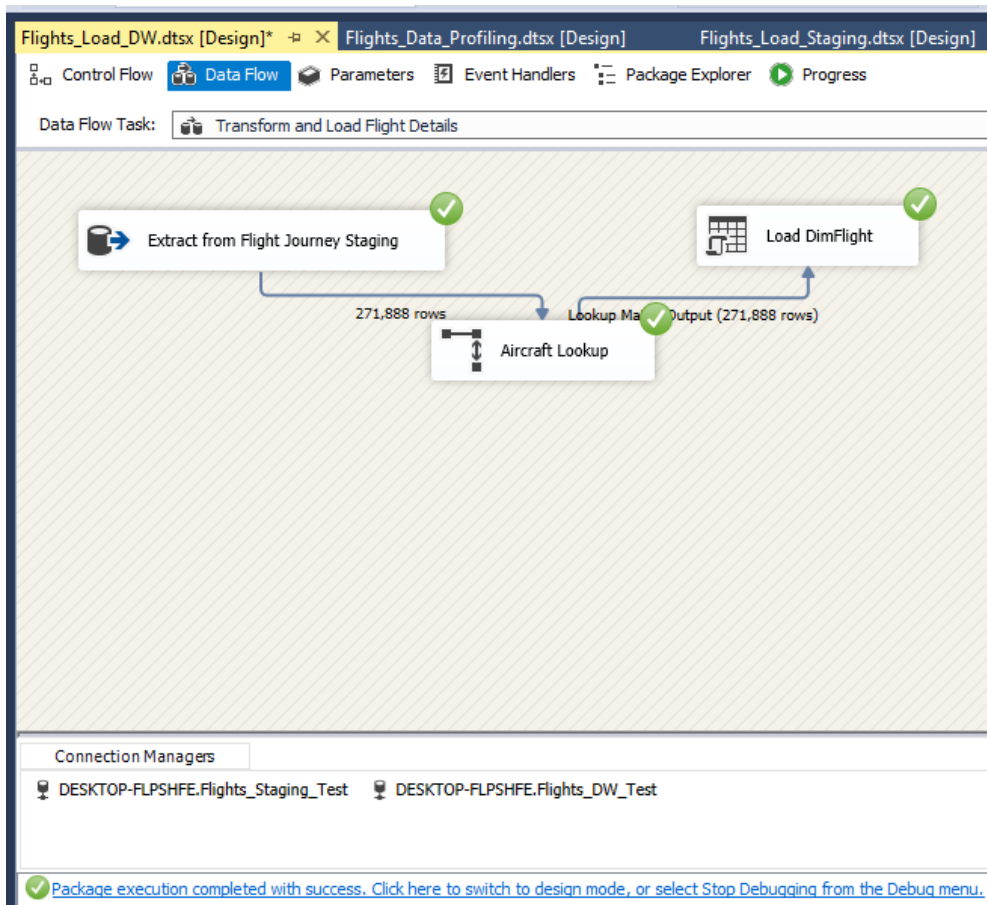 Flights_Load_DW.dtsx [Design]* Flights_Data_Profiling.dtsx [Design] Flights_Load_Staging.dtsx [Design]
Control Flow Data Flow Parameters Event Handlers Package Explorer Progress
Data Flow Task: Transform and Load Flight Details
Extract from Flight Journey Staging
Load DimFlight
271,888 rows
Lookup Ma Output (271,888 rows)
Aircraft Lookup
Connection Managers
DESKTOP-FLPSHFE.Flights_Staging_Test DESKTOP-FLPSHFE.Flights_DW_Test
Package execution completed with success. Click here to switch to design mode, or select Stop Debugging from the Debug menu.